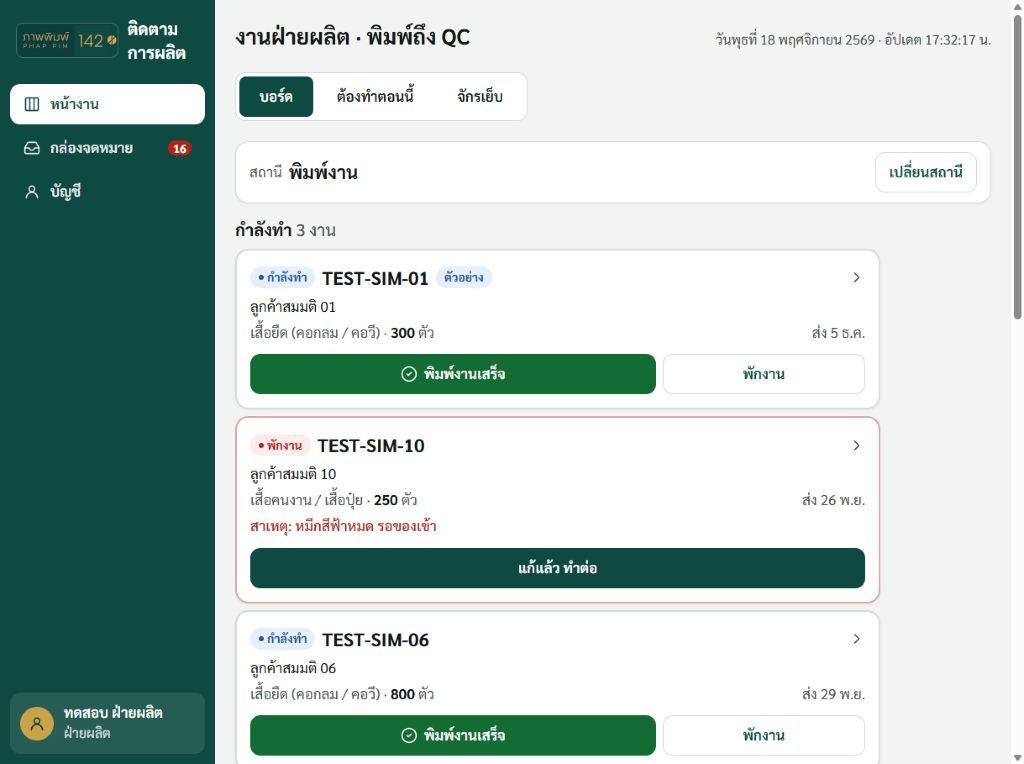 ภาพพิมพ์
PHAP PIM
142
ติดตาม
การผลิต
หน้างาน
กล่องจดหมาย 16
บัญชี
ทดสอบ ฝ่ายผลิต
ฝ่ายผลิต
งานฝ่ายผลิต · พิมพ์ถึง QC
วันพุธที่ 18 พฤศจิกายน 2569 · อัปเดต 17:32:17 น.
บอร์ด ต้องทำตอนนี้ จักรเย็บ
สถานี พิมพ์งาน เปลี่ยนสถานี
กำลังทำ 3 งาน
กำลังทำ TEST-SIM-01 ตัวอย่าง
ลูกค้าสมมติ 01
เสื้อยืด (คอกลม / คอวี) · 300 ตัว ส่ง 5 ธ.ค.
พิมพ์งานเสร็จ พักงาน
พักงาน TEST-SIM-10
ลูกค้าสมมติ 10
เสื้อคนงาน / เสื้อปุ๋ย · 250 ตัว ส่ง 26 พ.ย.
สาเหตุ: หมึกสีฟ้าหมด รอของเข้า
แก้แล้ว ทำต่อ
กำลังทำ TEST-SIM-06
ลูกค้าสมมติ 06
เสื้อยืด (คอกลม / คอวี) · 800 ตัว ส่ง 29 พ.ย.
พิมพ์งานเสร็จ พักงาน